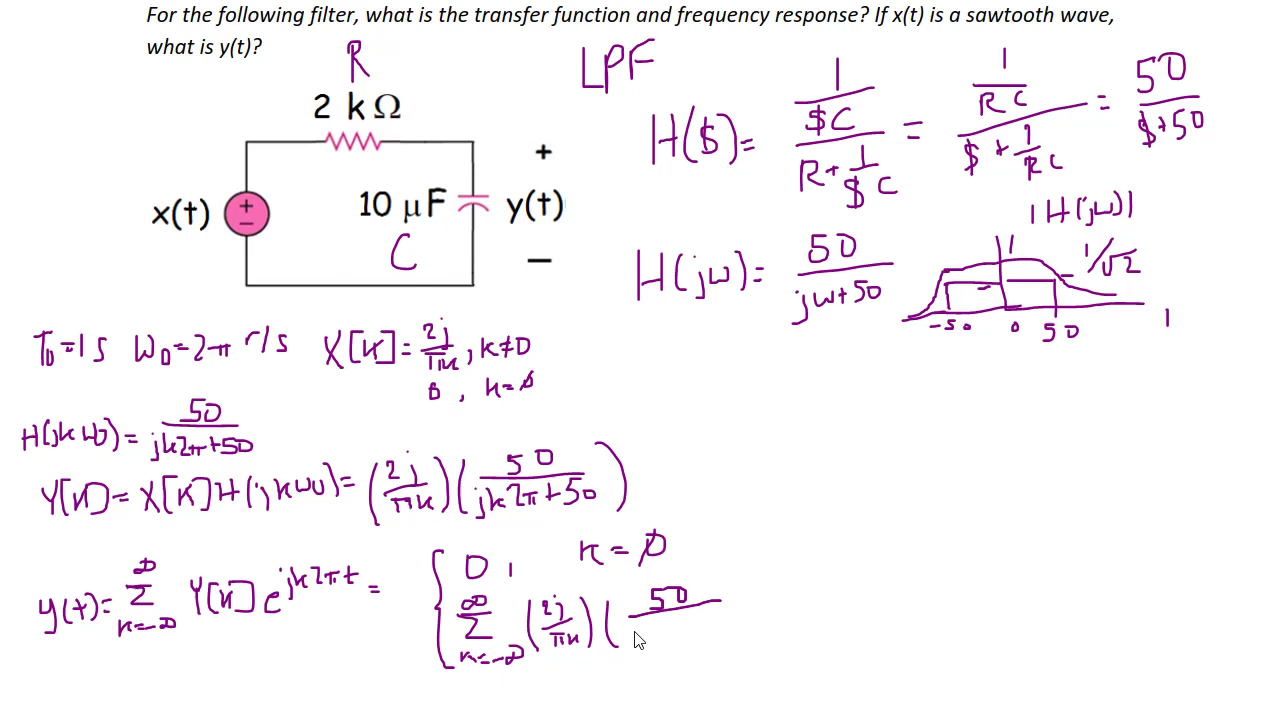 For the following filter, what is the transfer function and frequency response? If x(t) is a sawtooth wave,
what is y(t)?
R
2 kΩ
x(t)
+
−
10 μF
C
+
y(t)
−
LPF
H($) = (1/$C)/(R+1/$C) = (1/RC)/($+1/RC) = 50/($+50)
H(jω) = 50/(jω+50)
|H(jω)|
1
1/√2
-50 0 50
1
T0=1s ω0=2π r/s X[k] = 2j/πk, k≠0
0, k=0
H(jkω0) = 50/(jk2π+50)
Y[k] = X[k]H(jkω0) = (2j/πk)(50/(jk2π+50))
y(t) = ∑ k=-∞ ∞ Y[k] e^jk2πt = { 0, k=0
∑ k=-∞ ∞ (2j/πk)(50